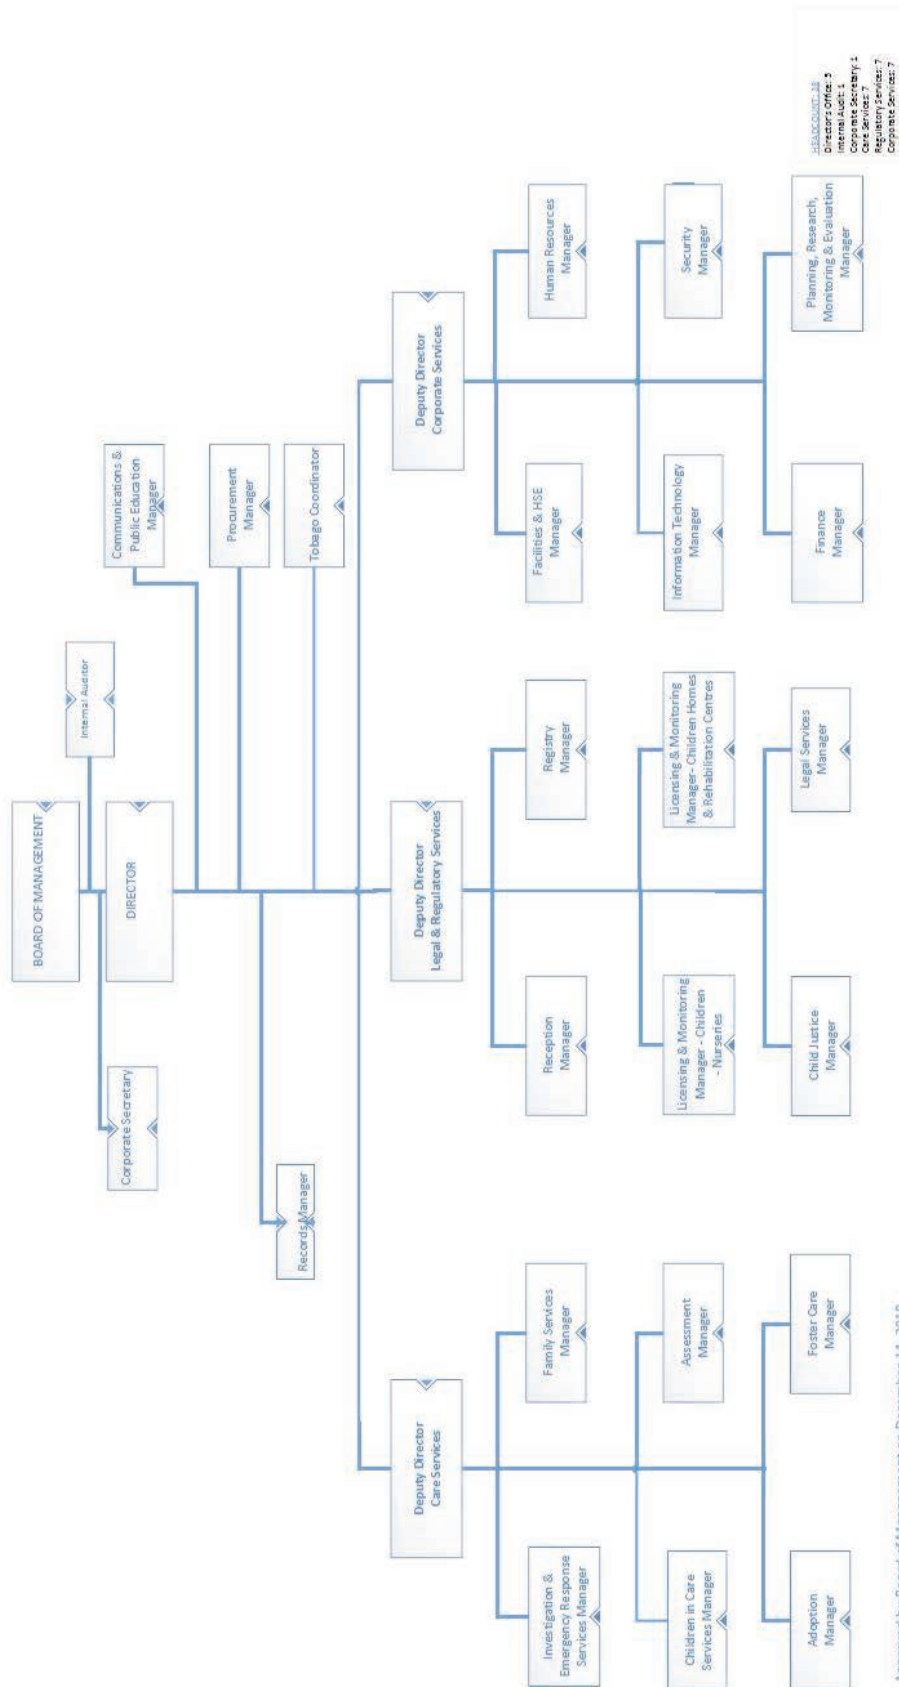 BOARD OF MANAGEMENT
Internal Auditor
Corporate Secretary
DIRECTOR
Communications &
Public Education
Manager
Procurement
Manager
Records Manager
Tobago Coordinator
Deputy Director
Care Services
Deputy Director
Legal & Regulatory Services
Deputy Director
Corporate Services
Investigation &
Emergency Response
Services Manager
Family Services
Manager
Reception
Manager
Registry
Manager
Facilities & HSE
Manager
Human Resources
Manager
Children in Care
Services Manager
Assessment
Manager
Licensing & Monitoring
Manager - Children
- Nurseries
Licensing & Monitoring
Manager- Children Homes
& Rehabilitation Centres
Information Technology
Manager
Security
Manager
Adoption
Manager
Foster Care
Manager
Child Justice
Manager
Legal Services
Manager
Finance
Manager
Planning, Research,
Monitoring & Evaluation
Manager
HEADCOUNT:
Director's Office: 5
Internal Audit: 1
Corporate Secretary: 1
Care Services: 7
Regulatory Services: 7
Corporate Services: 7